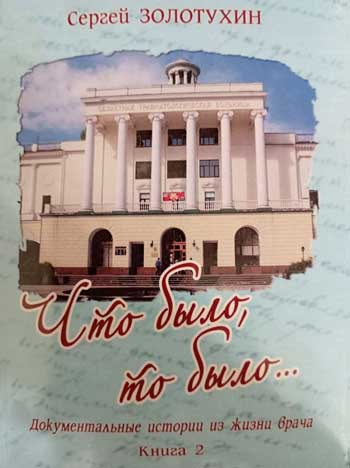 Сергей ЗОЛОТУХИН
ОБЛАСТНАЯ ТРАВМАТОЛОГИЧЕСКАЯ БОЛЬНИЦА
Что было,
то было...
Документальные истории из жизни врача
Книга 2